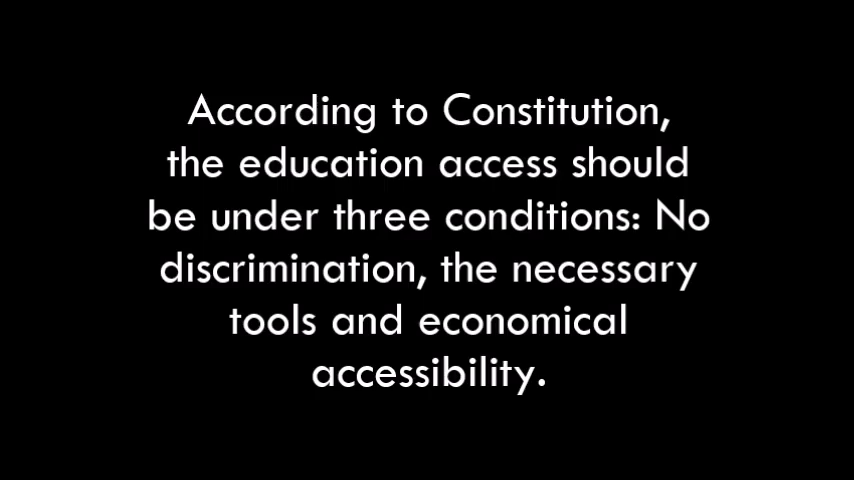 According to Constitution,
the education access should
be under three conditions: No
discrimination, the necessary
tools and economical
accessibility.